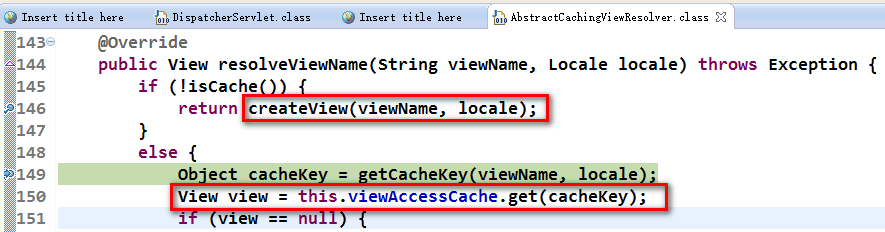 Insert title here DispatcherServlet.class Insert title here AbstractCachingViewResolver.class
143 @Override
144 public View resolveViewName(String viewName, Locale locale) throws Exception {
145 if (!isCache()) {
146 return createView(viewName, locale);
147 }
148 else {
149 Object cacheKey = getCacheKey(viewName, locale);
150 View view = this.viewAccessCache.get(cacheKey);
151 if (view == null) {